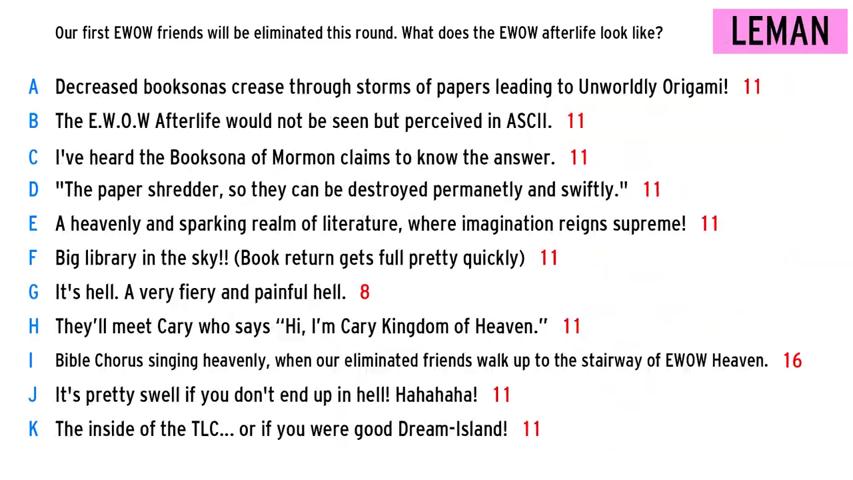 Our first EWOW friends will be eliminated this round. What does the EWOW afterlife look like?
LEMAN
A Decreased booksonas crease through storms of papers leading to Unworldly Origami! 11
B The E.W.O.W Afterlife would not be seen but perceived in ASCII. 11
C I've heard the Booksona of Mormon claims to know the answer. 11
D "The paper shredder, so they can be destroyed permanetly and swiftly." 11
E A heavenly and sparking realm of literature, where imagination reigns supreme! 11
F Big library in the sky!! (Book return gets full pretty quickly) 11
G It's hell. A very fiery and painful hell. 8
H They’ll meet Cary who says “Hi, I’m Cary Kingdom of Heaven.” 11
I Bible Chorus singing heavenly, when our eliminated friends walk up to the stairway of EWOW Heaven. 16
J It's pretty swell if you don't end up in hell! Hahahaha! 11
K The inside of the TLC... or if you were good Dream-Island! 11